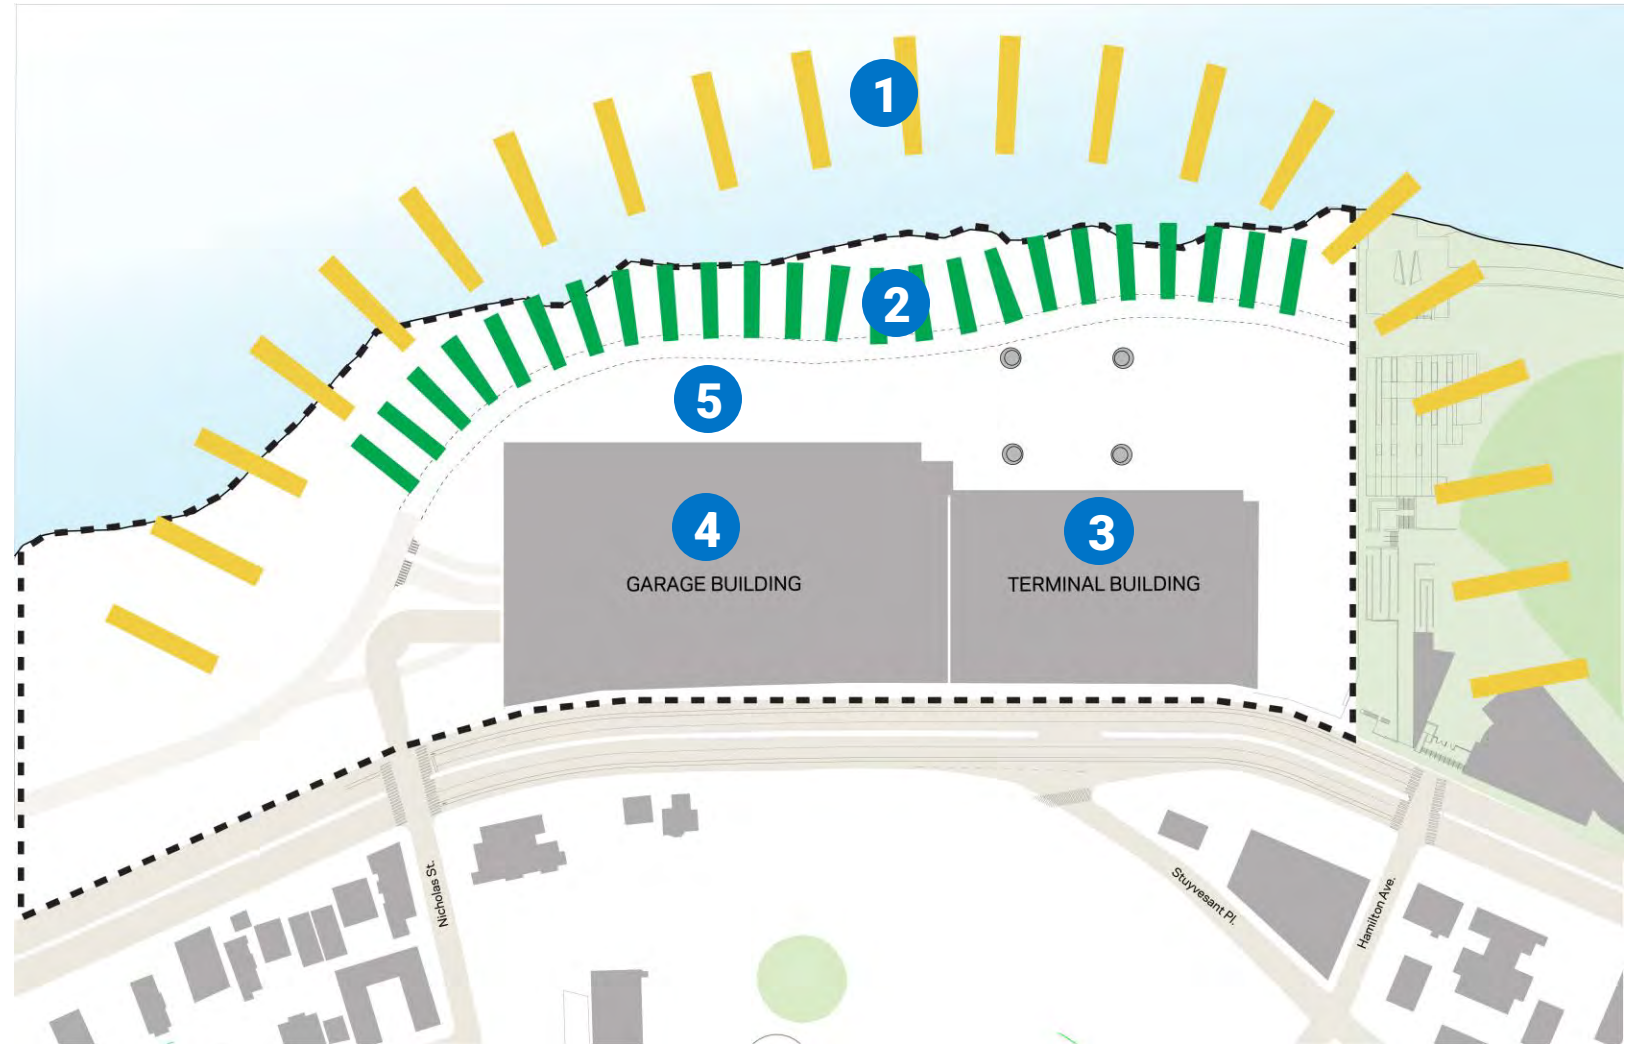 1
2
5
4
3
GARAGE BUILDING
TERMINAL BUILDING
Nicholas St.
Stuyvesant Pl.
Hamilton Ave.